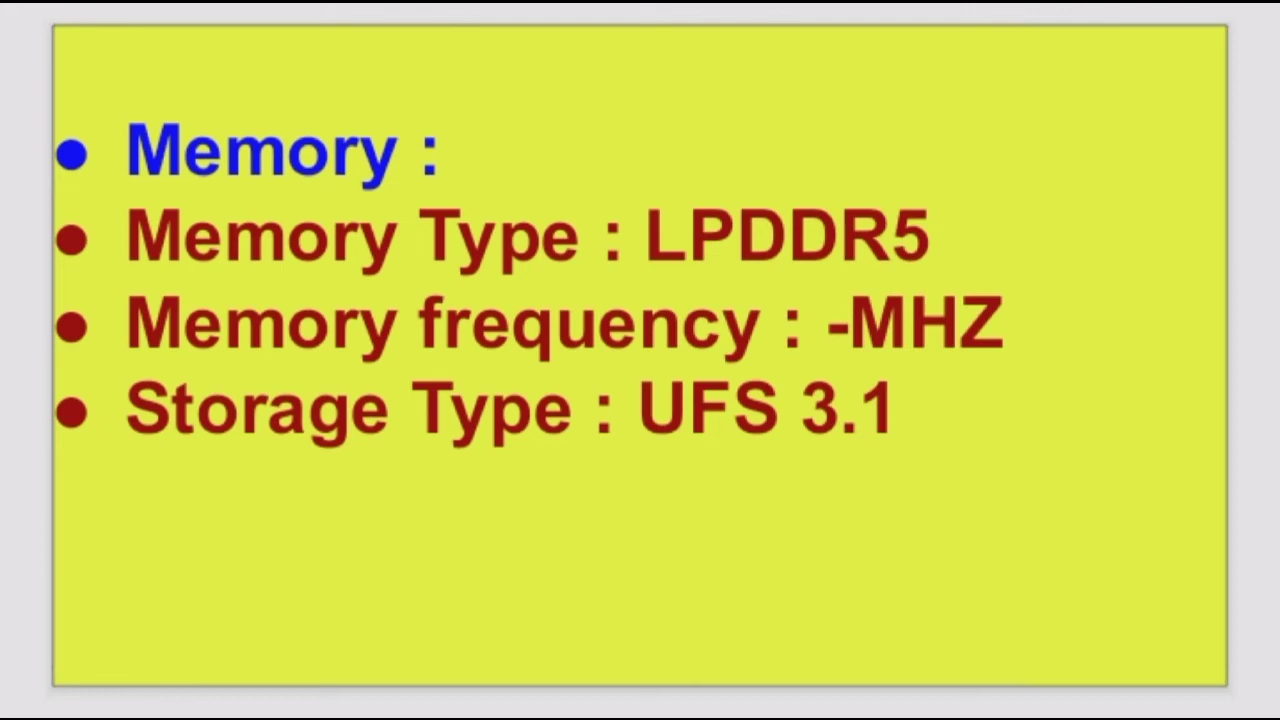 • Memory :
• Memory Type : LPDDR5
• Memory frequency : -MHZ
• Storage Type : UFS 3.1